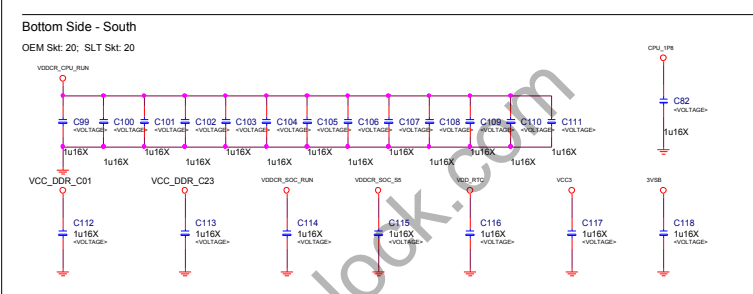 Bottom Side - South
OEM Skt: 20; SLT Skt: 20
VDDCR_CPU_RUN
CPU_1P8
C99 C100 C101 C102 C103 C104 C105 C106 C107 C108 C109 C110 C111
<VOLTAGE> <VOLTAGE> <VOLTAGE> <VOLTAGE> <VOLTAGE> <VOLTAGE> <VOLTAGE> <VOLTAGE> <VOLTAGE> <VOLTAGE> <VOLTAGE> <VOLTAGE> <VOLTAGE>
1u16X 1u16X 1u16X 1u16X 1u16X 1u16X 1u16X
1u16X 1u16X 1u16X 1u16X 1u16X 1u16X
C82
<VOLTAGE>
1u16X
VCC_DDR_C01 VCC_DDR_C23 VDDCR_SOC_RUN VDDCR_SOC_S5 VDD_RTC VCC3 3VSB
C112 C113 C114 C115 C116 C117 C118
1u16X 1u16X 1u16X 1u16X 1u16X 1u16X 1u16X
<VOLTAGE> <VOLTAGE> <VOLTAGE> <VOLTAGE> <VOLTAGE> <VOLTAGE> <VOLTAGE>
lock.com